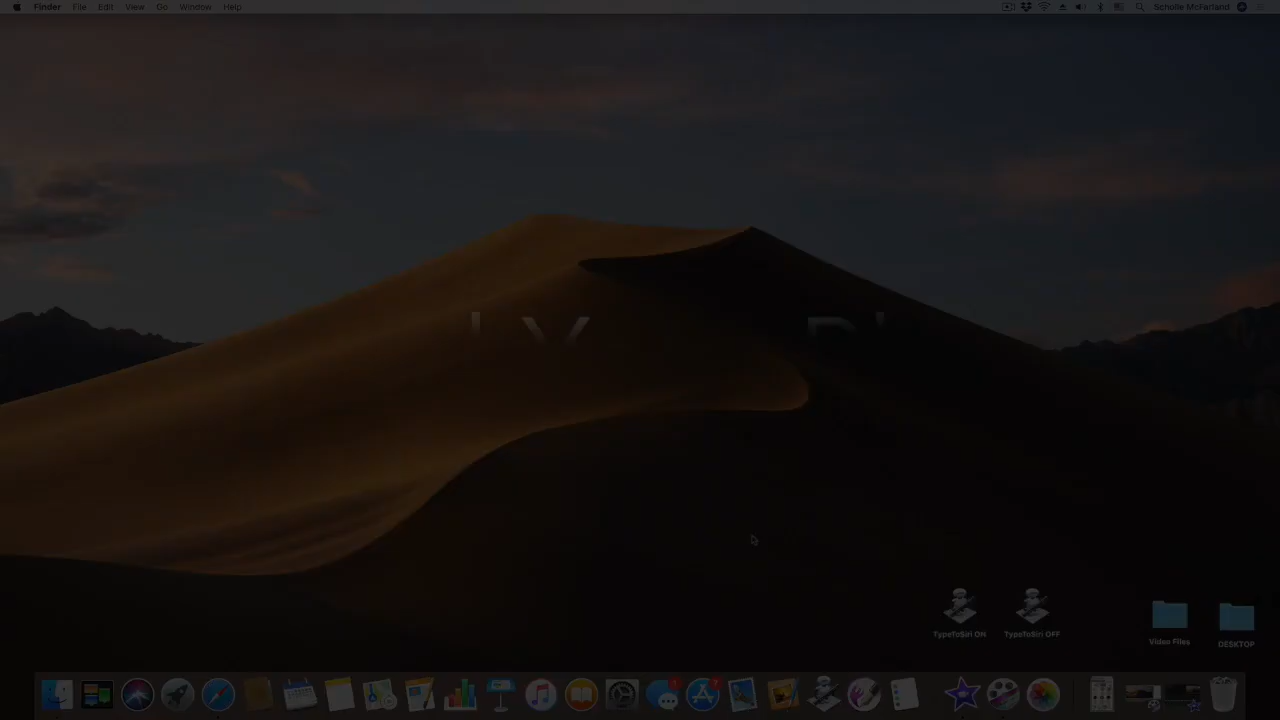 Finder File Edit View Go Window Help
Scholle McFarland
TypeToSiri ON
TypeToSiri OFF
Video Files
DESKTOP